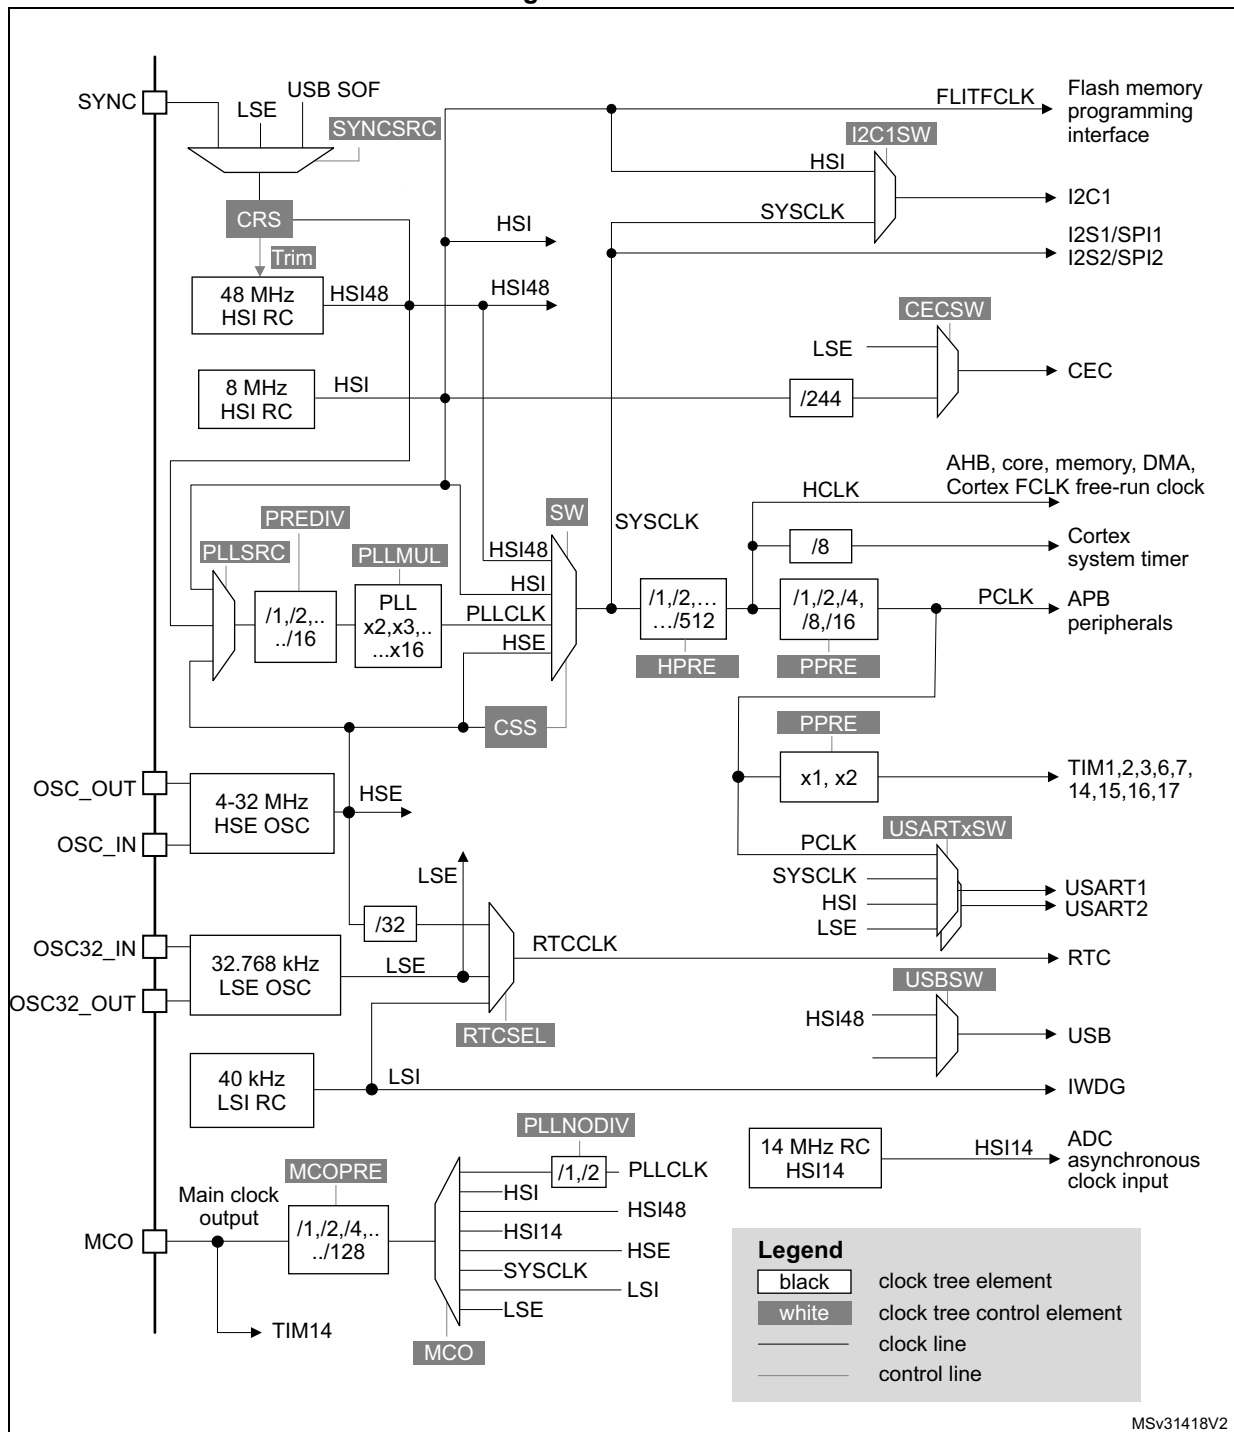 SYNC
LSE
USB SOF
SYNCSRC
CRS
Trim
48 MHz
HSI RC
HSI48
HSI48
HSI
8 MHz
HSI RC
HSI
FLITFCLK
Flash memory
programming
interface
I2C1SW
HSI
SYSCLK
I2C1
I2S1/SPI1
I2S2/SPI2
CECSW
LSE
/244
CEC
AHB, core, memory, DMA,
Cortex FCLK free-run clock
HCLK
/8
Cortex
system timer
PLLSRC
PREDIV
/1,/2,..
../16
PLLMUL
PLL
x2,x3,..
...x16
SW
HSI48
HSI
PLLCLK
HSE
SYSCLK
/1,/2,...
.../512
HPRE
/1,/2,/4,
/8,/16
PPRE
PCLK
APB
peripherals
CSS
PPRE
x1, x2
TIM1,2,3,6,7,
14,15,16,17
OSC_OUT
OSC_IN
4-32 MHz
HSE OSC
HSE
USARTxSW
PCLK
SYSCLK
HSI
LSE
USART1
USART2
LSE
/32
OSC32_IN
OSC32_OUT
32.768 kHz
LSE OSC
LSE
RTCCLK
RTC
RTCSEL
USBSW
HSI48
USB
40 kHz
LSI RC
LSI
IWDG
PLLNODIV
/1,/2
PLLCLK
HSI
HSI48
HSI14
HSE
SYSCLK
LSI
LSE
MCO
14 MHz RC
HSI14
HSI14
ADC
asynchronous
clock input
MCOPRE
/1,/2,/4,..
../128
Main clock
output
MCO
TIM14
Legend
black
clock tree element
white
clock tree control element
clock line
control line
MSv31418V2